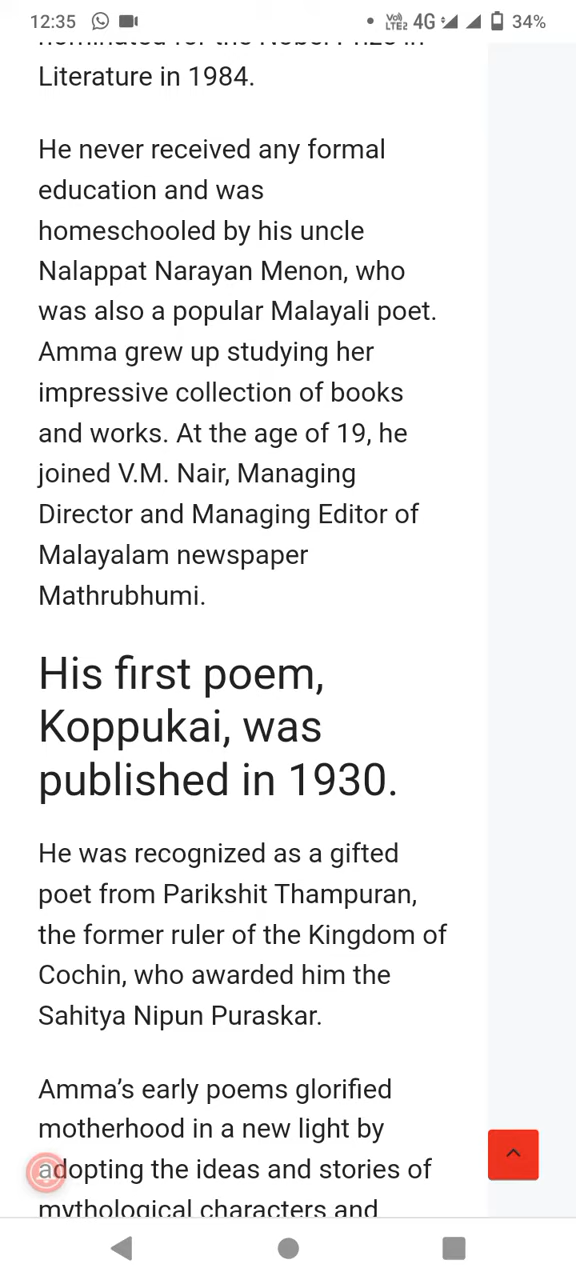 12:35
4G
34%
Literature in 1984.
He never received any formal
education and was
homeschooled by his uncle
Nalappat Narayan Menon, who
was also a popular Malayali poet.
Amma grew up studying her
impressive collection of books
and works. At the age of 19, he
joined V.M. Nair, Managing
Director and Managing Editor of
Malayalam newspaper
Mathrubhumi.
His first poem,
Koppukai, was
published in 1930.
He was recognized as a gifted
poet from Parikshit Thampuran,
the former ruler of the Kingdom of
Cochin, who awarded him the
Sahitya Nipun Puraskar.
Amma’s early poems glorified
motherhood in a new light by
adopting the ideas and stories of
mythological characters and